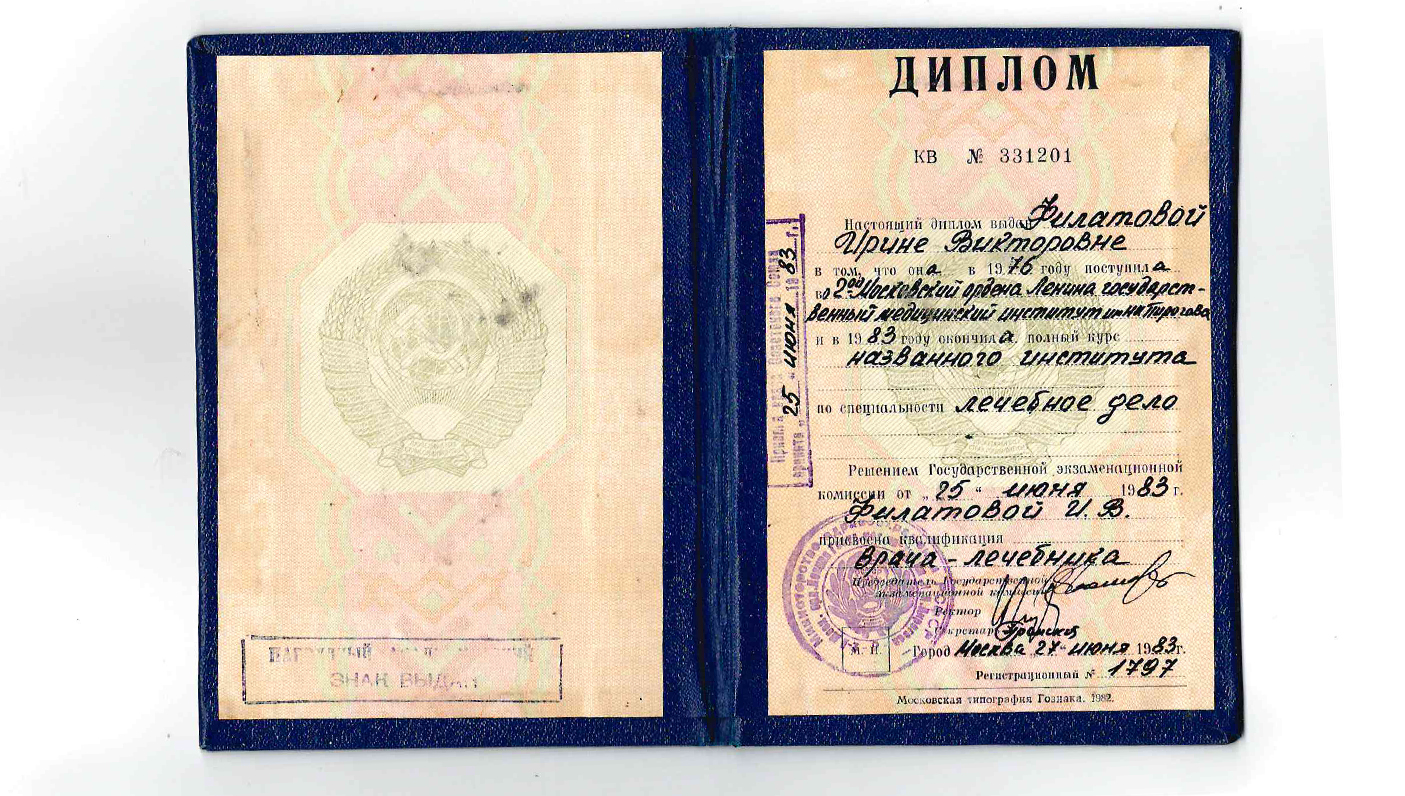 ЗНАК ВЫДАН
ДИПЛОМ
КВ № 331201
Настоящий диплом выдан Филатовой
Ирине Викторовне
в том, что она в 1976 году поступила
во 2ой Московский ордена Ленина государст-
венный медицинский институт им. Н.И. Пирогова
и в 1983 году окончила полный курс
названного института
по специальности лечебное дело
Решением Государственной экзаменационной
комиссии от „25“ июня 1983 г.
Филатовой И. В.
присвоена квалификация
врача-лечебника
Председатель Государственной
экзаменационной комиссии
Ректор
Секретарь
М. П.
Город Москва 27 июня 1983г.
Регистрационный № 1797
Московская типография Гознака. 1982.
Советского Союза
25 июня 1983 г.